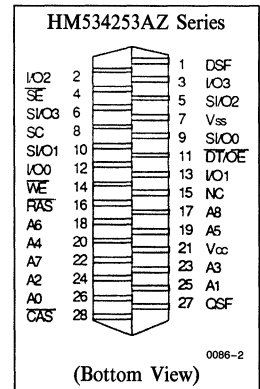 HM534253AZ Series
1 DSF
I/O2 2
3 I/O3
SE 4
5 SI/O2
SI/O3 6
7 Vss
SC 8
9 SI/O0
SI/O1 10
11 DT/OE
I/O0 12
13 I/O1
WE 14
15 NC
RAS 16
17 A8
A6 18
19 A5
A4 20
21 Vcc
A7 22
23 A3
A2 24
25 A1
A0 26
27 QSF
CAS 28
0086-2
(Bottom View)